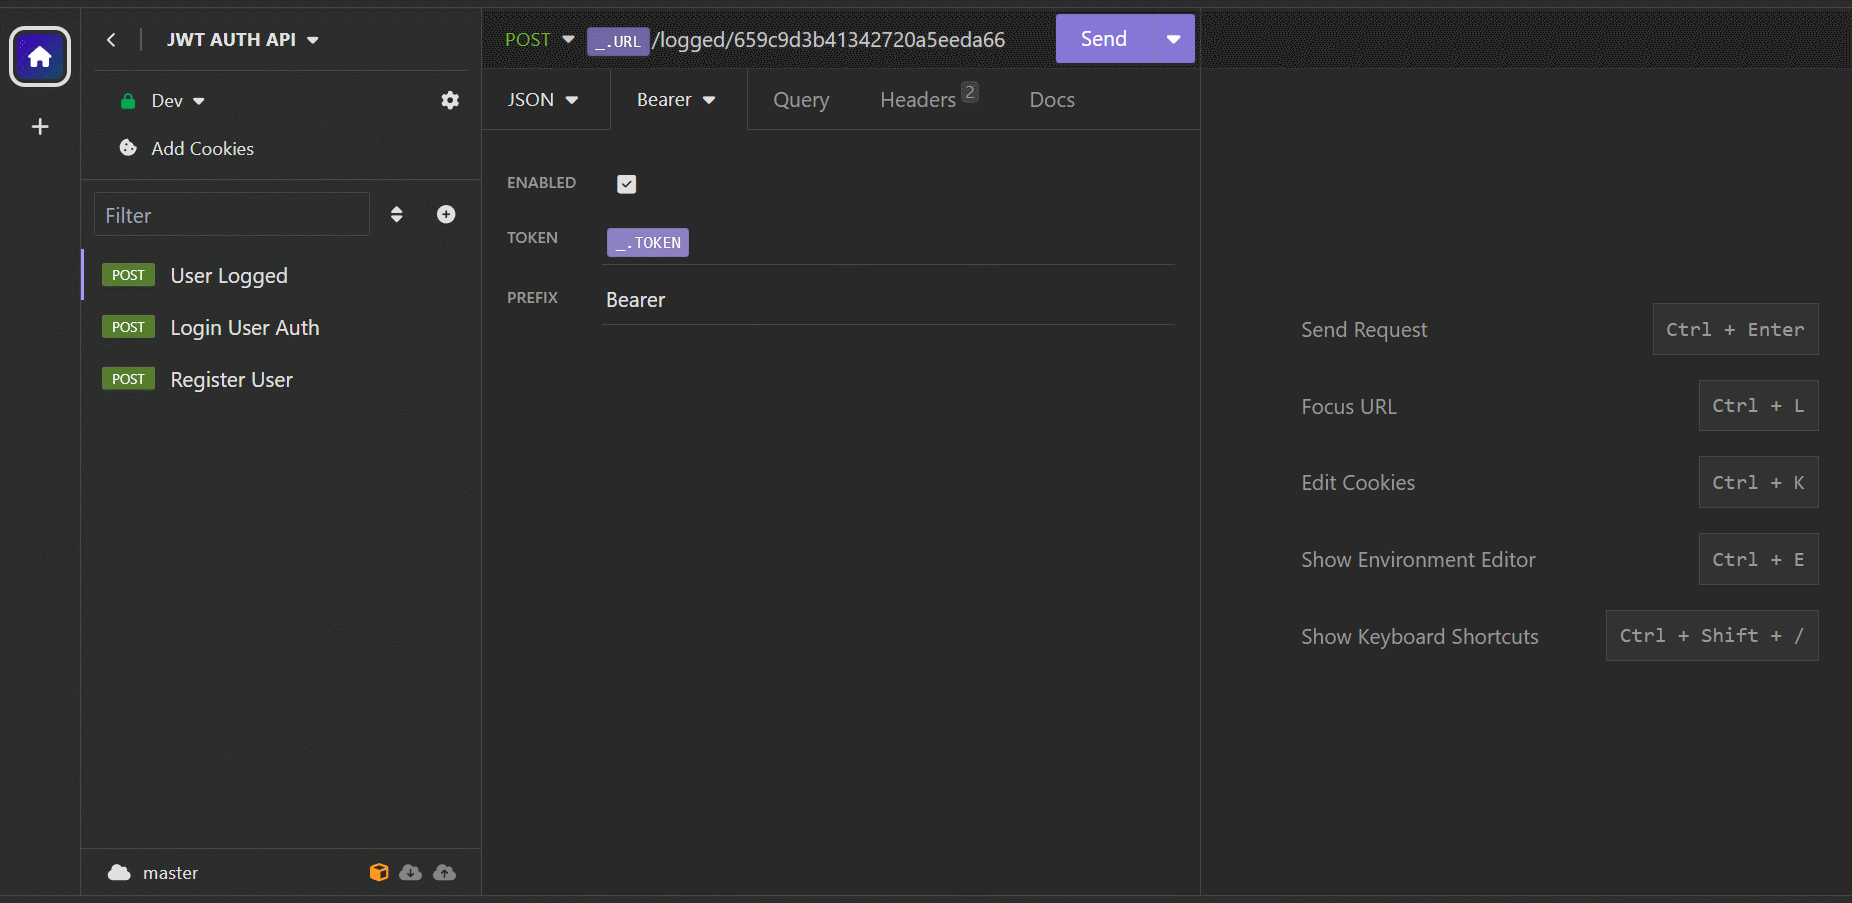 JWT AUTH API
Dev
Add Cookies
Filter
POST User Logged
POST Login User Auth
POST Register User
master
POST _.URL /logged/659c9d3b41342720a5eeda66 Send
JSON Bearer Query Headers 2 Docs
ENABLED
TOKEN _.TOKEN
PREFIX Bearer
Send Request Ctrl + Enter
Focus URL Ctrl + L
Edit Cookies Ctrl + K
Show Environment Editor Ctrl + E
Show Keyboard Shortcuts Ctrl + Shift + /